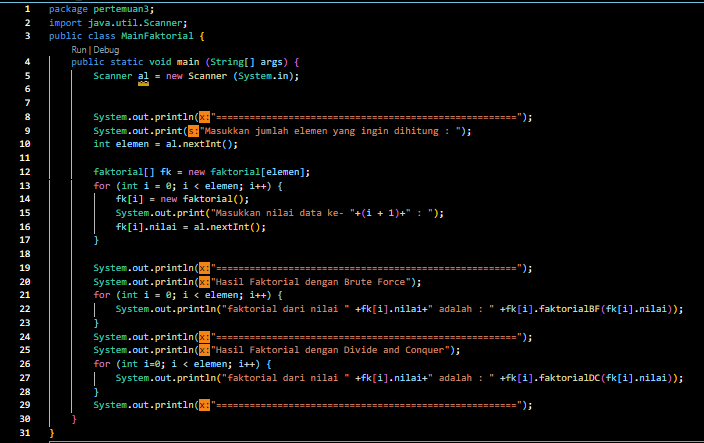 1 package pertemuan3;
2 import java.util.Scanner;
3 public class MainFaktorial {
Run | Debug
4 public static void main (String[] args) {
5 Scanner al = new Scanner (System.in);
6
7
8 System.out.println(x:"===================================================");
9 System.out.print(s:"Masukkan jumlah elemen yang ingin dihitung : ");
10 int elemen = al.nextInt();
11
12 faktorial[] fk = new faktorial[elemen];
13 for (int i = 0; i < elemen; i++) {
14 fk[i] = new faktorial();
15 System.out.print("Masukkan nilai data ke- "+(i + 1)+" : ");
16 fk[i].nilai = al.nextInt();
17 }
18
19 System.out.println(x:"===================================================");
20 System.out.println(x:"Hasil Faktorial dengan Brute Force");
21 for (int i = 0; i < elemen; i++) {
22 System.out.println("faktorial dari nilai " +fk[i].nilai+" adalah : " +fk[i].faktorialBF(fk[i].nilai));
23 }
24 System.out.println(x:"===================================================");
25 System.out.println(x:"Hasil Faktorial dengan Divide and Conquer");
26 for (int i=0; i < elemen; i++) {
27 System.out.println("faktorial dari nilai " +fk[i].nilai+" adalah : " +fk[i].faktorialDC(fk[i].nilai));
28 }
29 System.out.println(x:"===================================================");
30 }
31 }